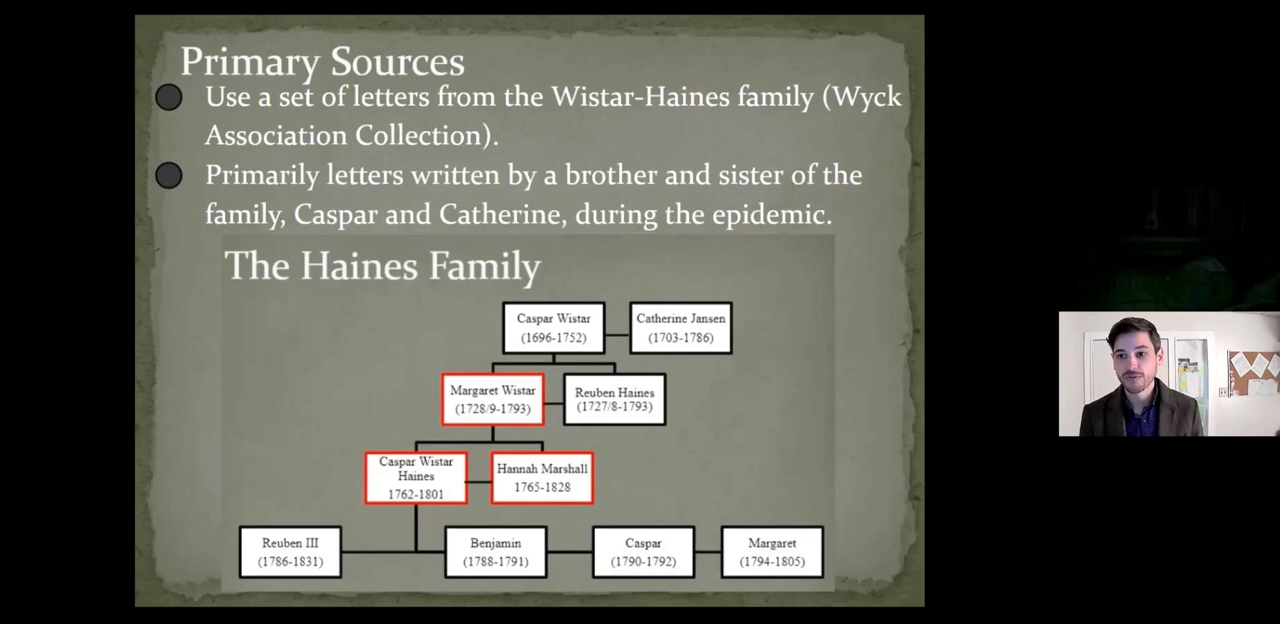 Primary Sources
Use a set of letters from the Wistar-Haines family (Wyck
Association Collection).
Primarily letters written by a brother and sister of the
family, Caspar and Catherine, during the epidemic.
The Haines Family
Caspar Wistar
(1696-1752)
Catherine Jansen
(1703-1786)
Margaret Wistar
(1728/9-1793)
Reuben Haines
(1727/8-1793)
Caspar Wistar
Haines
1762-1801
Hannah Marshall
1765-1828
Reuben III
(1786-1831)
Benjamin
(1788-1791)
Caspar
(1790-1792)
Margaret
(1794-1805)